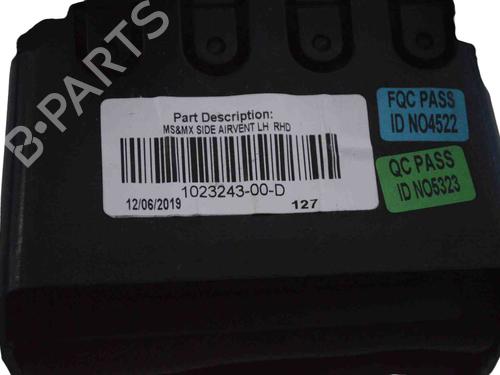 B-PARTS
Part Description:
MS&MX SIDE AIRVENT LH RHD
1023243-00-D
12/06/2019 127
FQC PASS
ID NO4522
QC PASS
ID NO5323